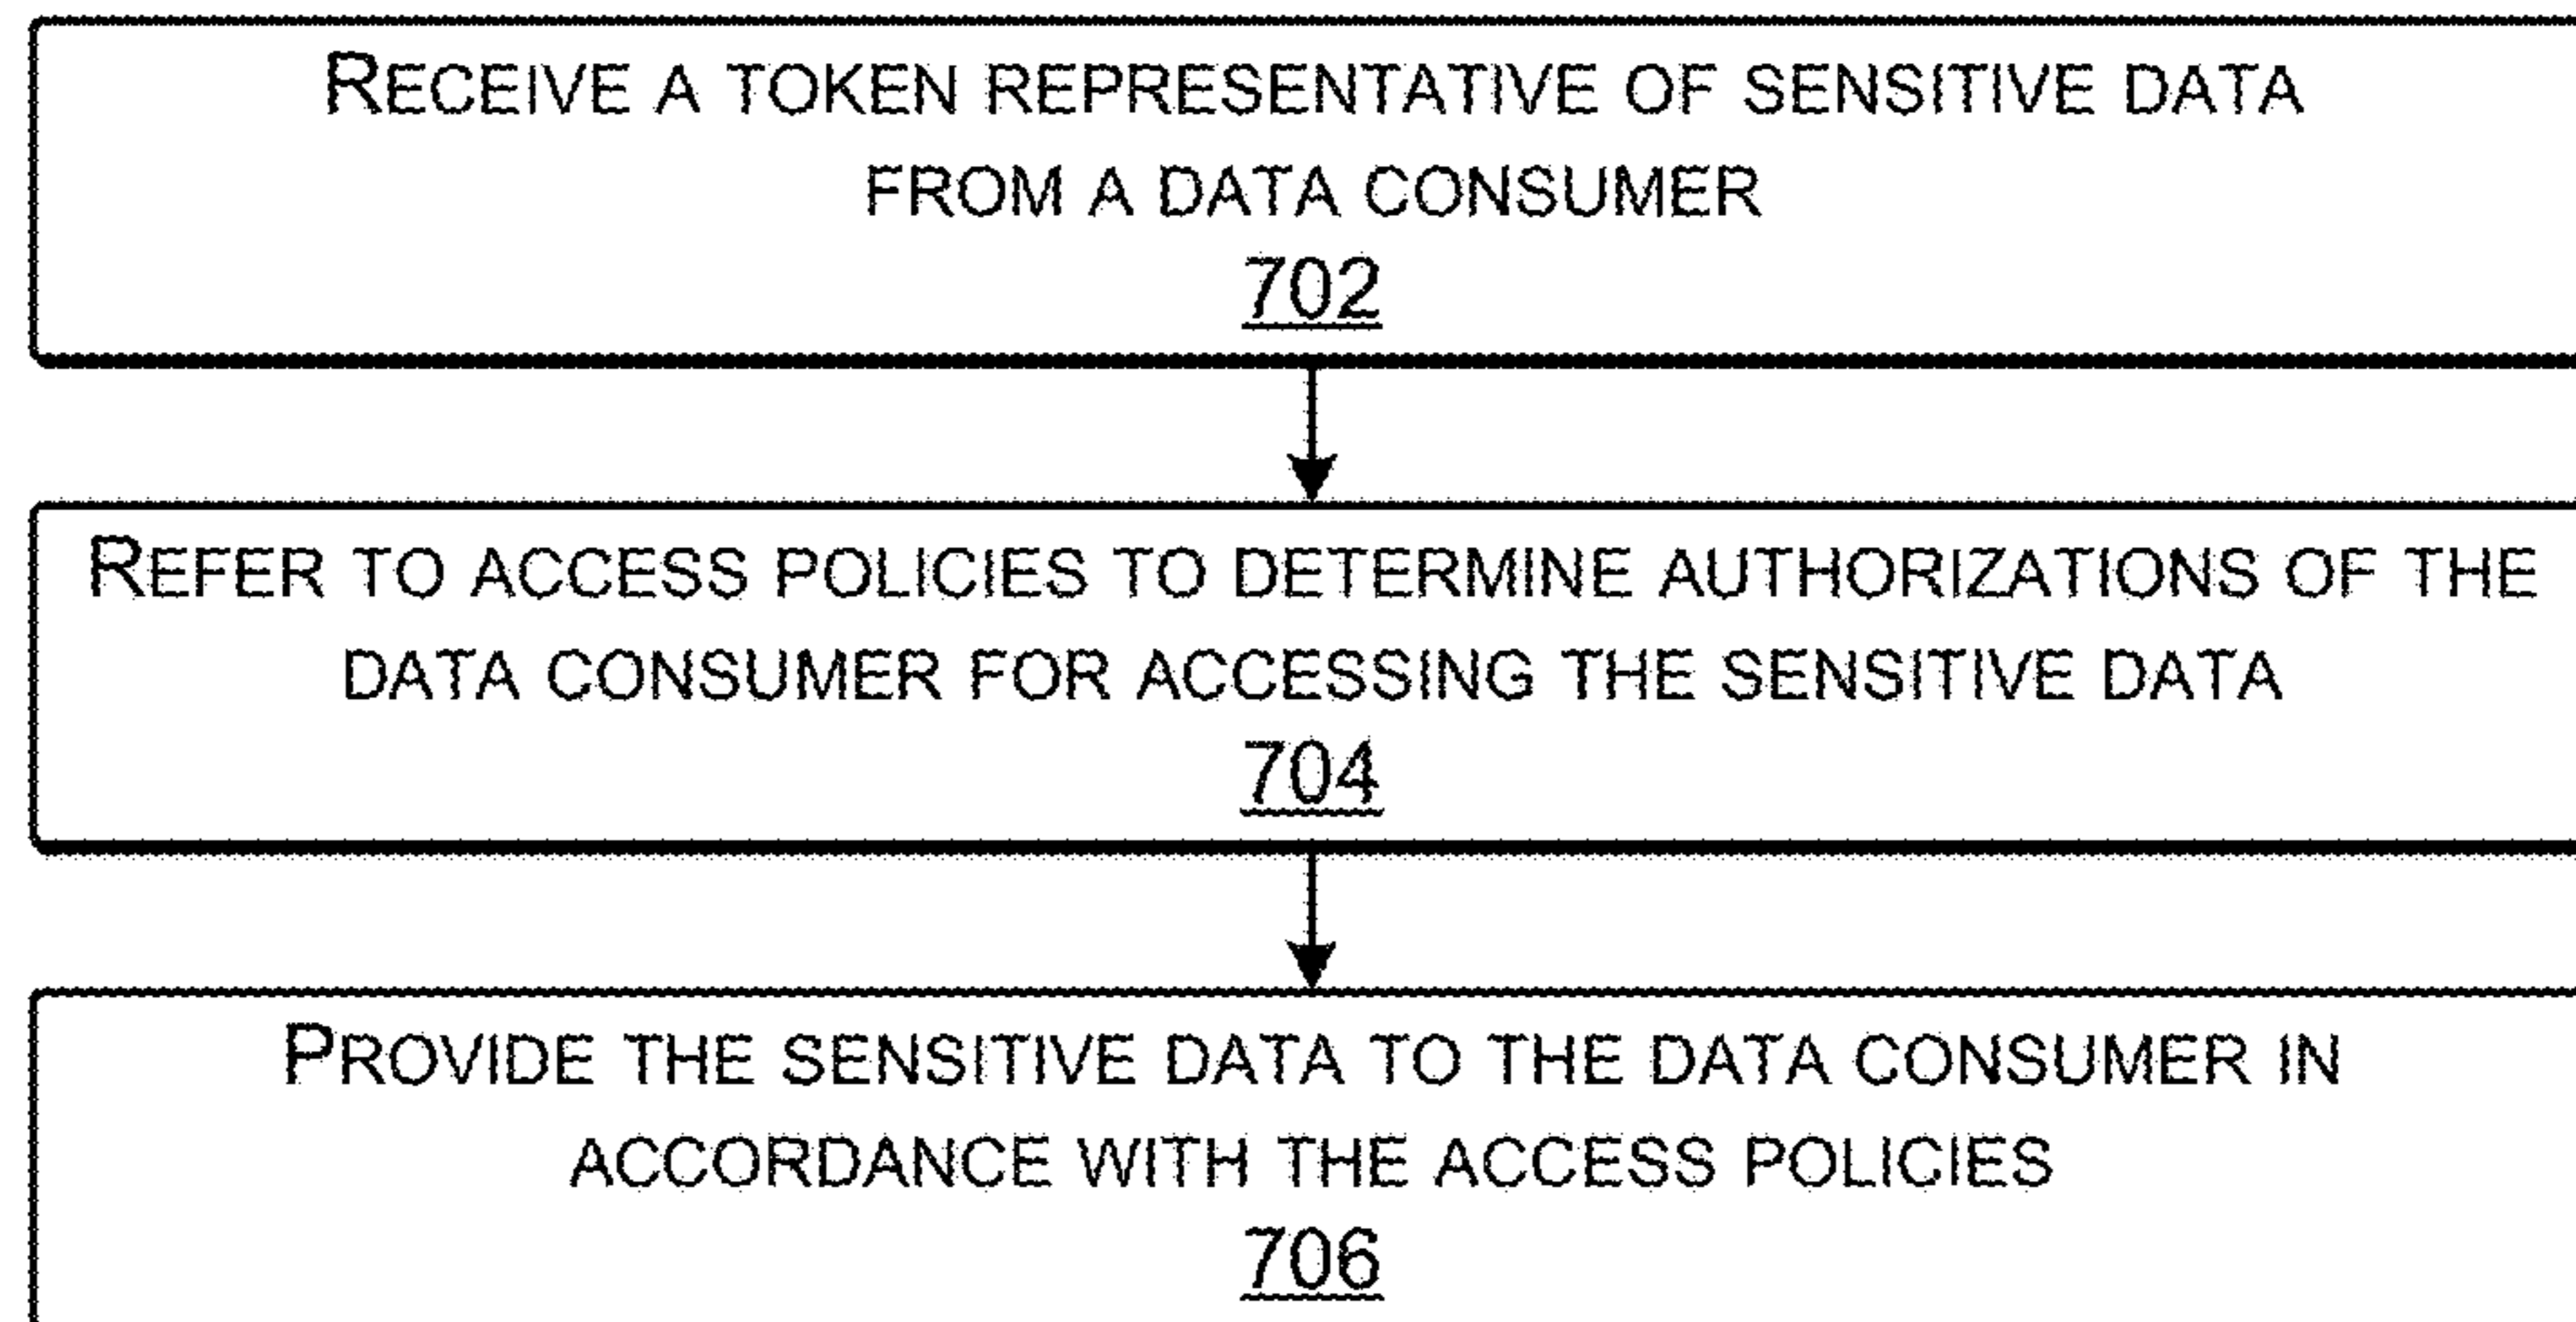 RECEIVE A TOKEN REPRESENTATIVE OF SENSITIVE DATA
FROM A DATA CONSUMER
702
REFER TO ACCESS POLICIES TO DETERMINE AUTHORIZATIONS OF THE
DATA CONSUMER FOR ACCESSING THE SENSITIVE DATA
704
PROVIDE THE SENSITIVE DATA TO THE DATA CONSUMER IN
ACCORDANCE WITH THE ACCESS POLICIES
706